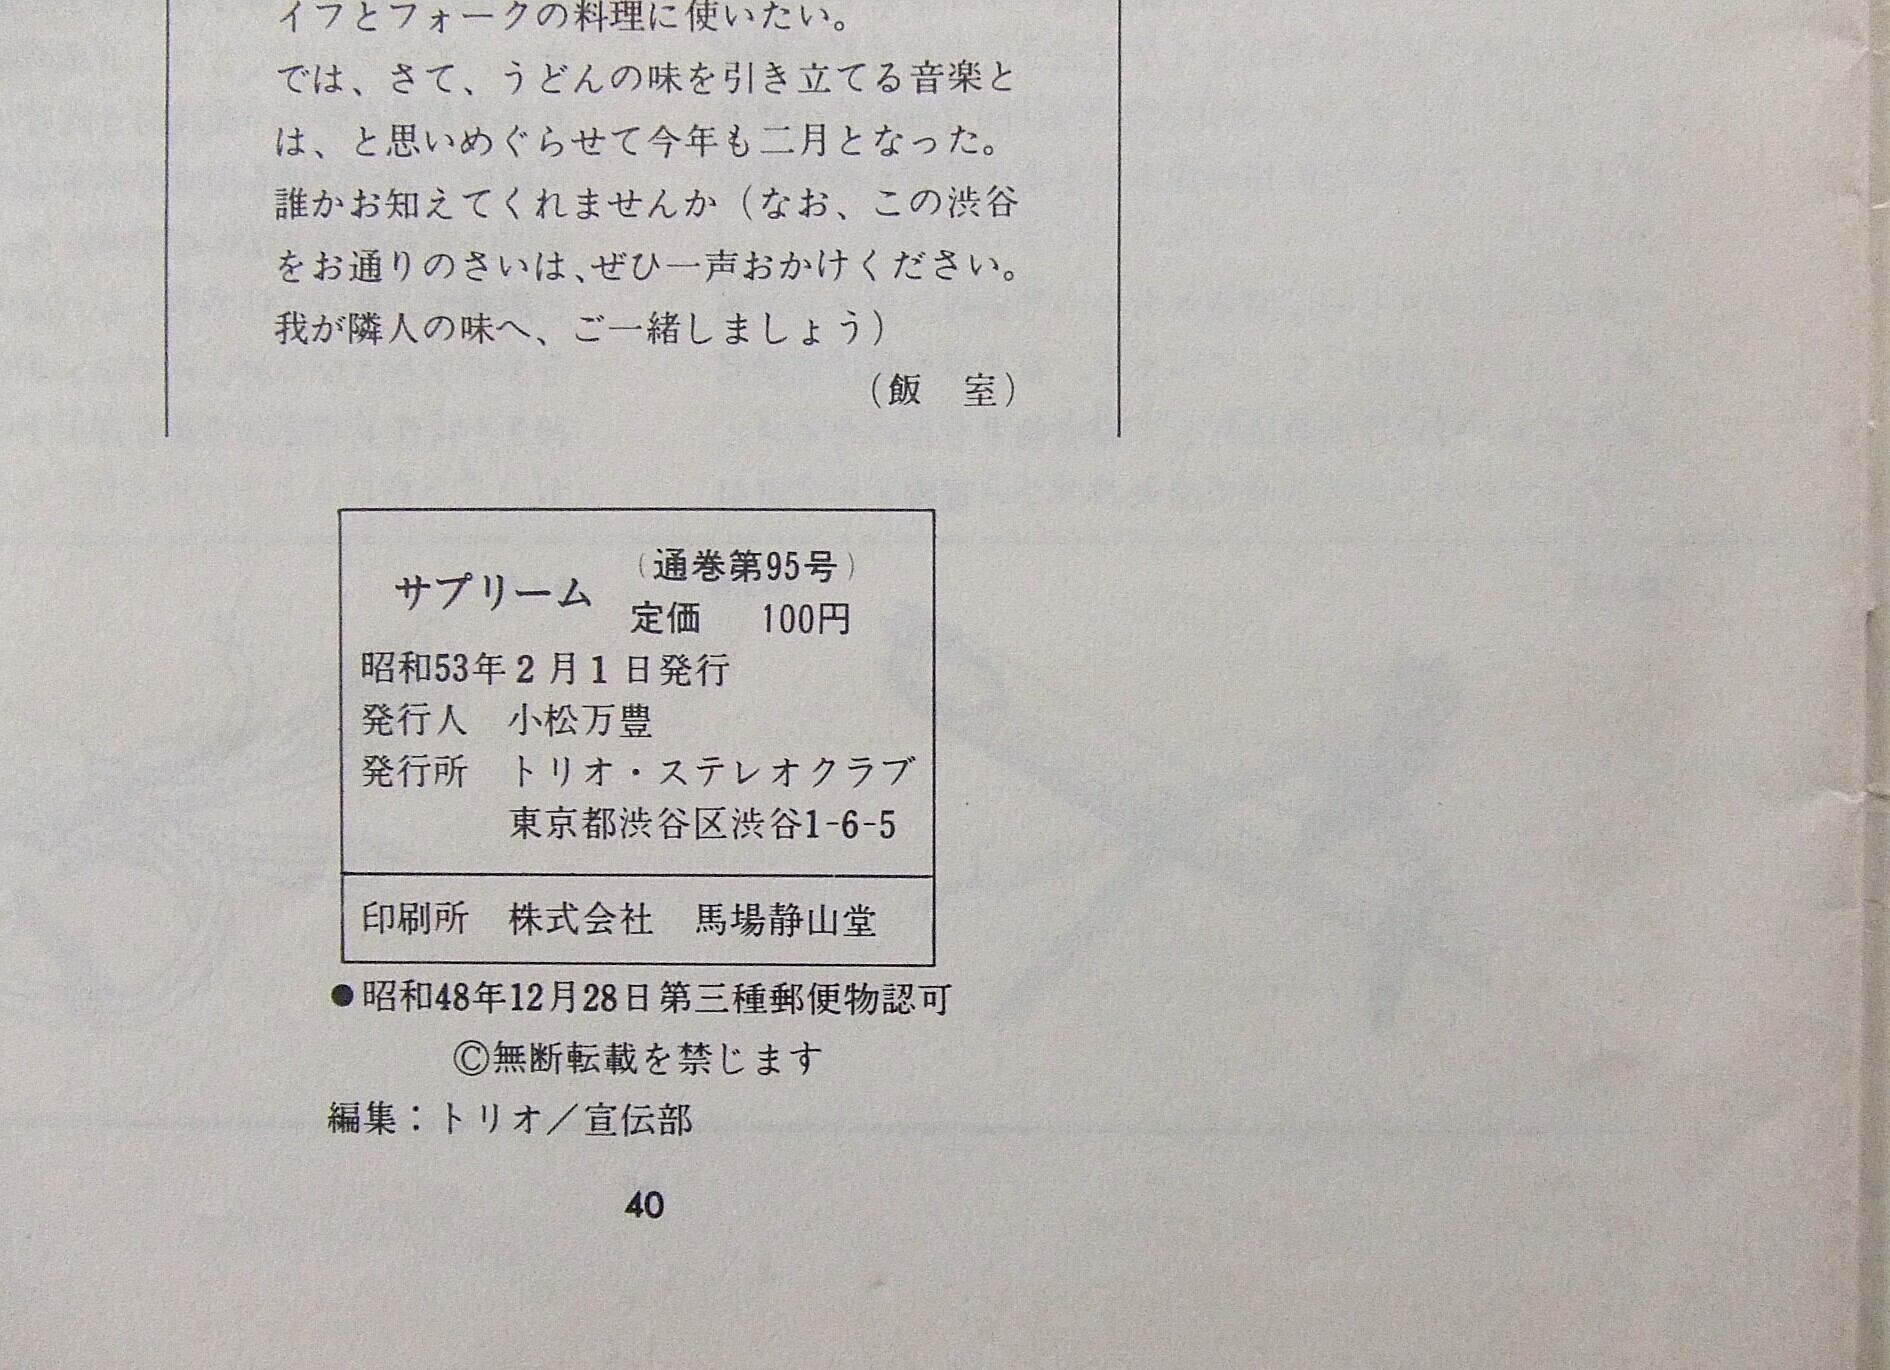 イフとフォークの料理に使いたい。
では、さて、うどんの味を引き立てる音楽と
は、と思いめぐらせて今年も二月となった。
誰かお知えてくれませんか（なお、この渋谷
をお通りのさいは、ぜひ一声おかけください。
我が隣人の味へ、ご一緒しましょう）
（飯　室）
サプリーム （通巻第95号）
定価　100円
昭和53年2月1日発行
発行人　小松万豊
発行所　トリオ・ステレオクラブ
東京都渋谷区渋谷1-6-5
印刷所　株式会社　馬場静山堂
●昭和48年12月28日第三種郵便物認可
©無断転載を禁じます
編集：トリオ／宣伝部
40